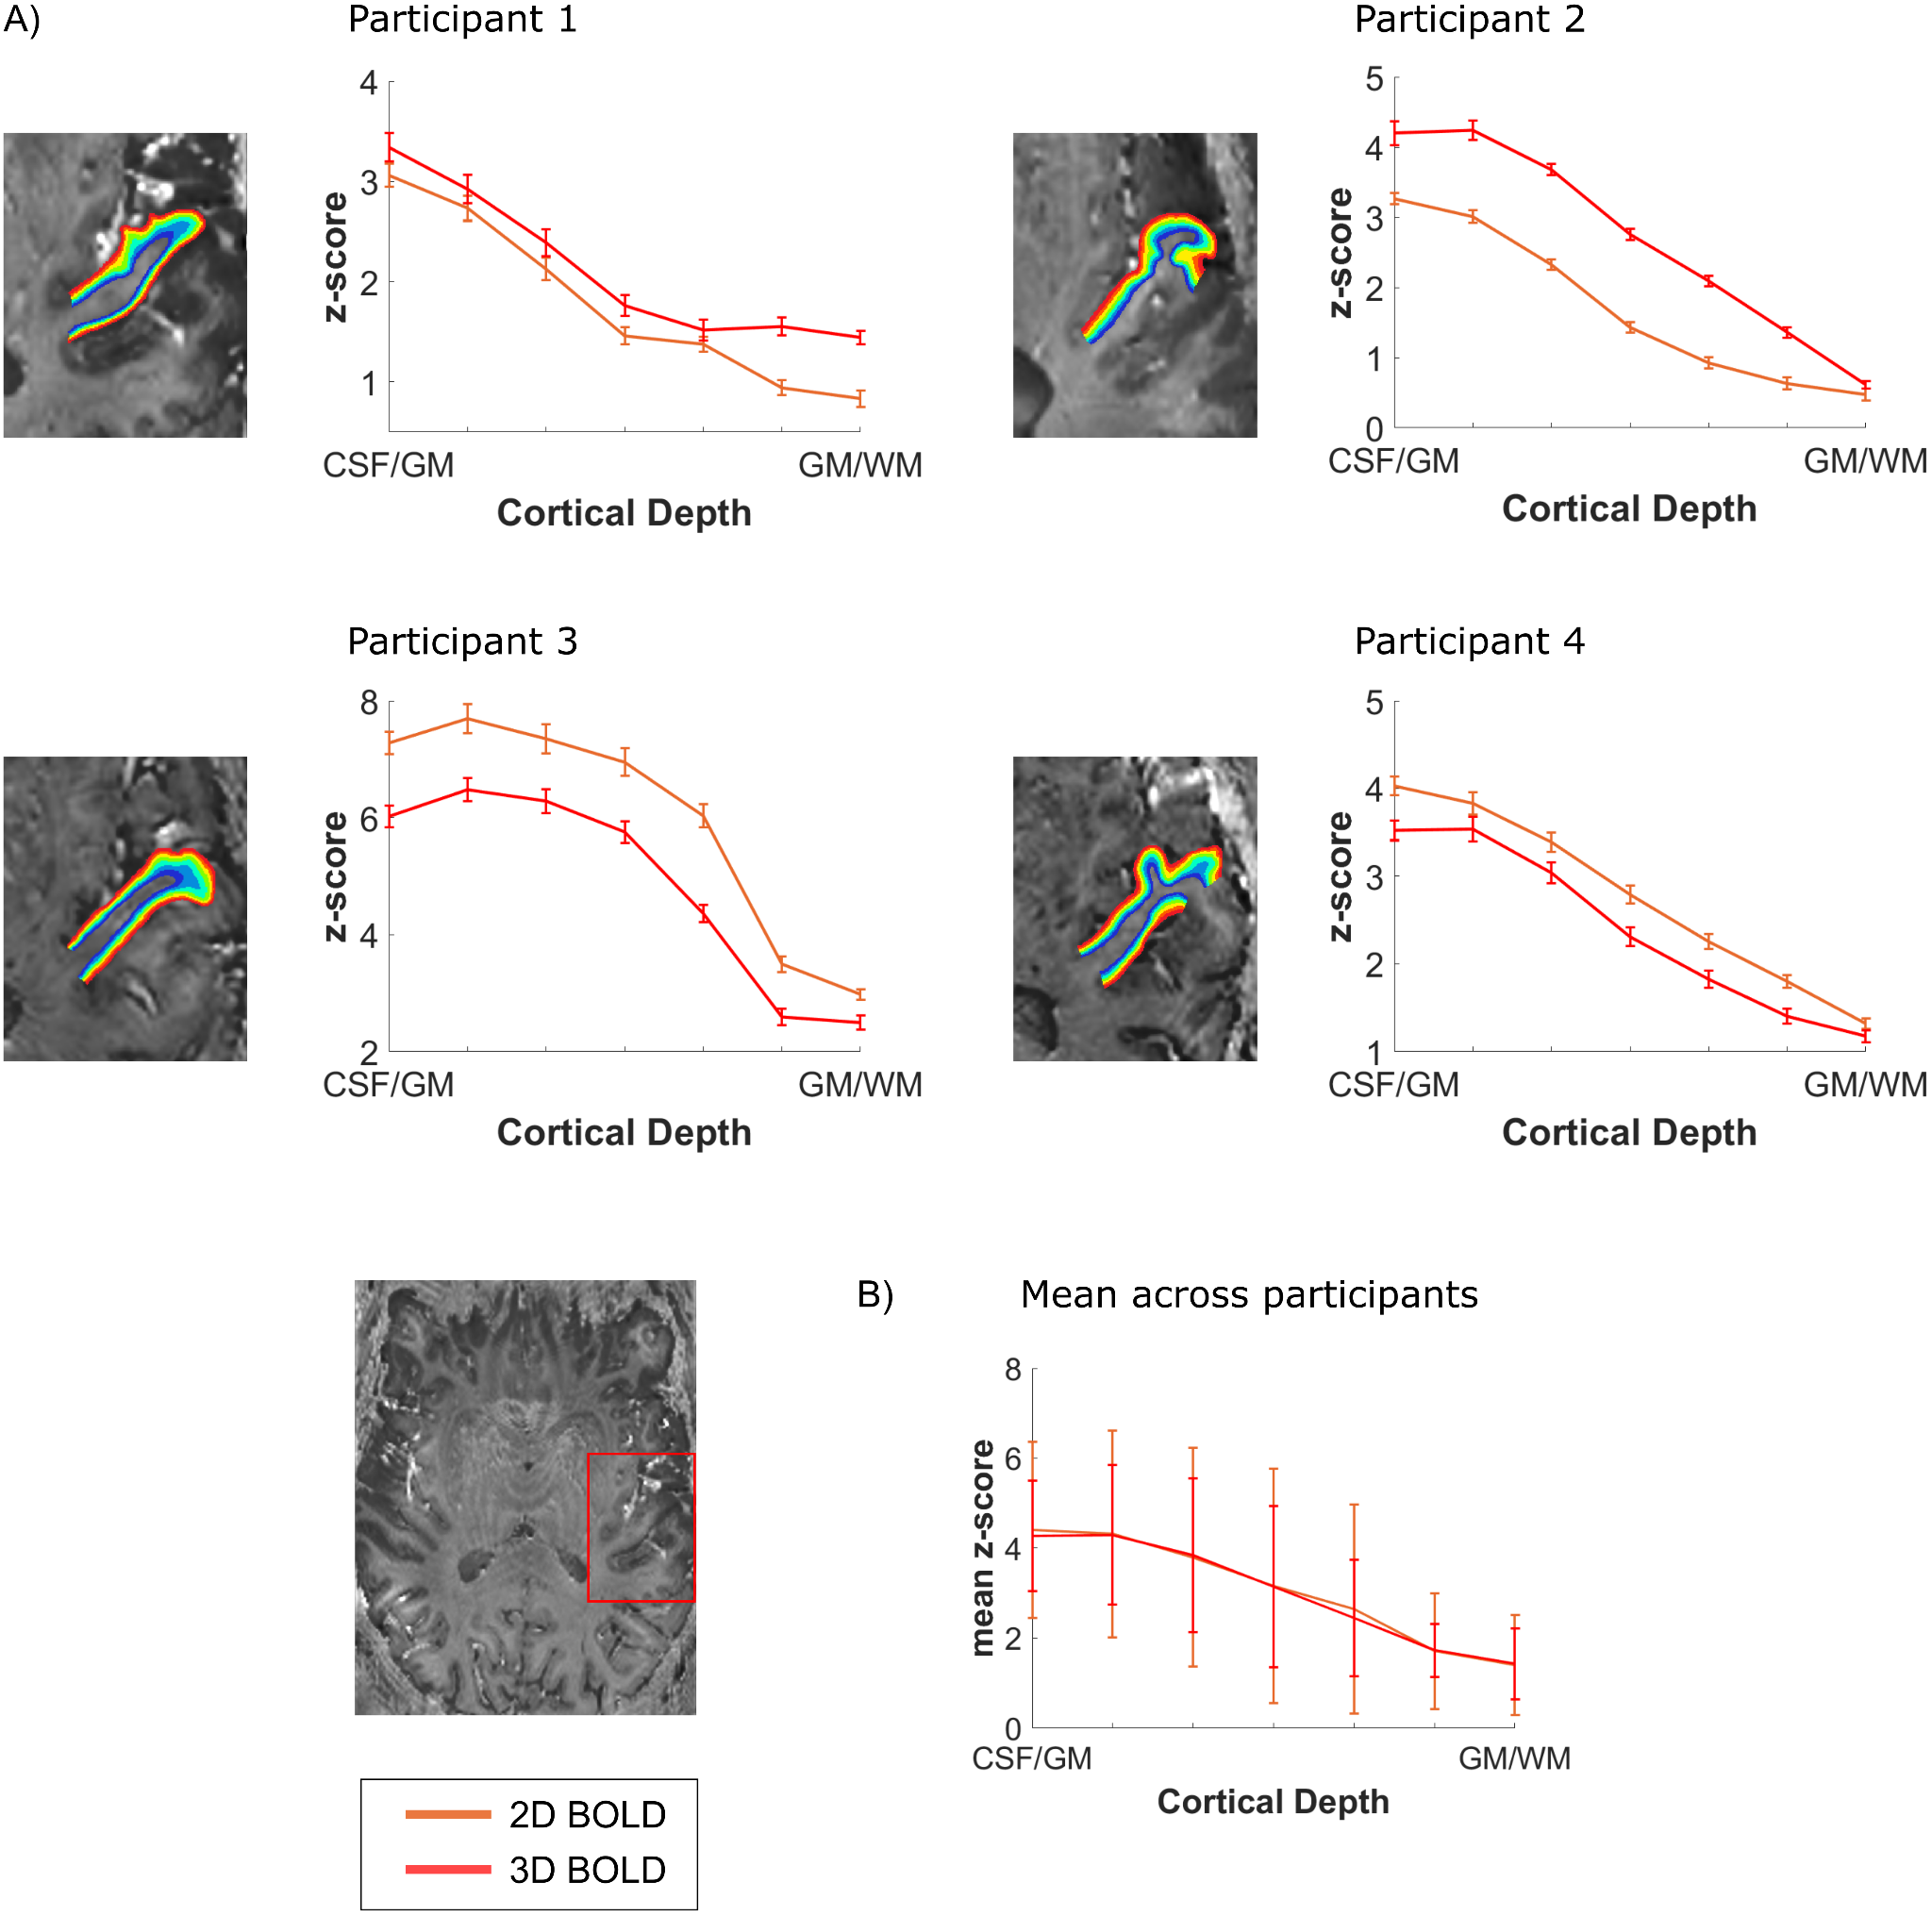 A)
Participant 1
Participant 2
4
3
2
1
z-score
CSF/GM
GM/WM
Cortical Depth
5
4
3
2
1
0
z-score
CSF/GM
GM/WM
Cortical Depth
Participant 3
Participant 4
8
6
4
2
z-score
CSF/GM
GM/WM
Cortical Depth
5
4
3
2
1
z-score
CSF/GM
GM/WM
Cortical Depth
B)
Mean across participants
8
6
4
2
0
mean z-score
CSF/GM
GM/WM
Cortical Depth
2D BOLD
3D BOLD